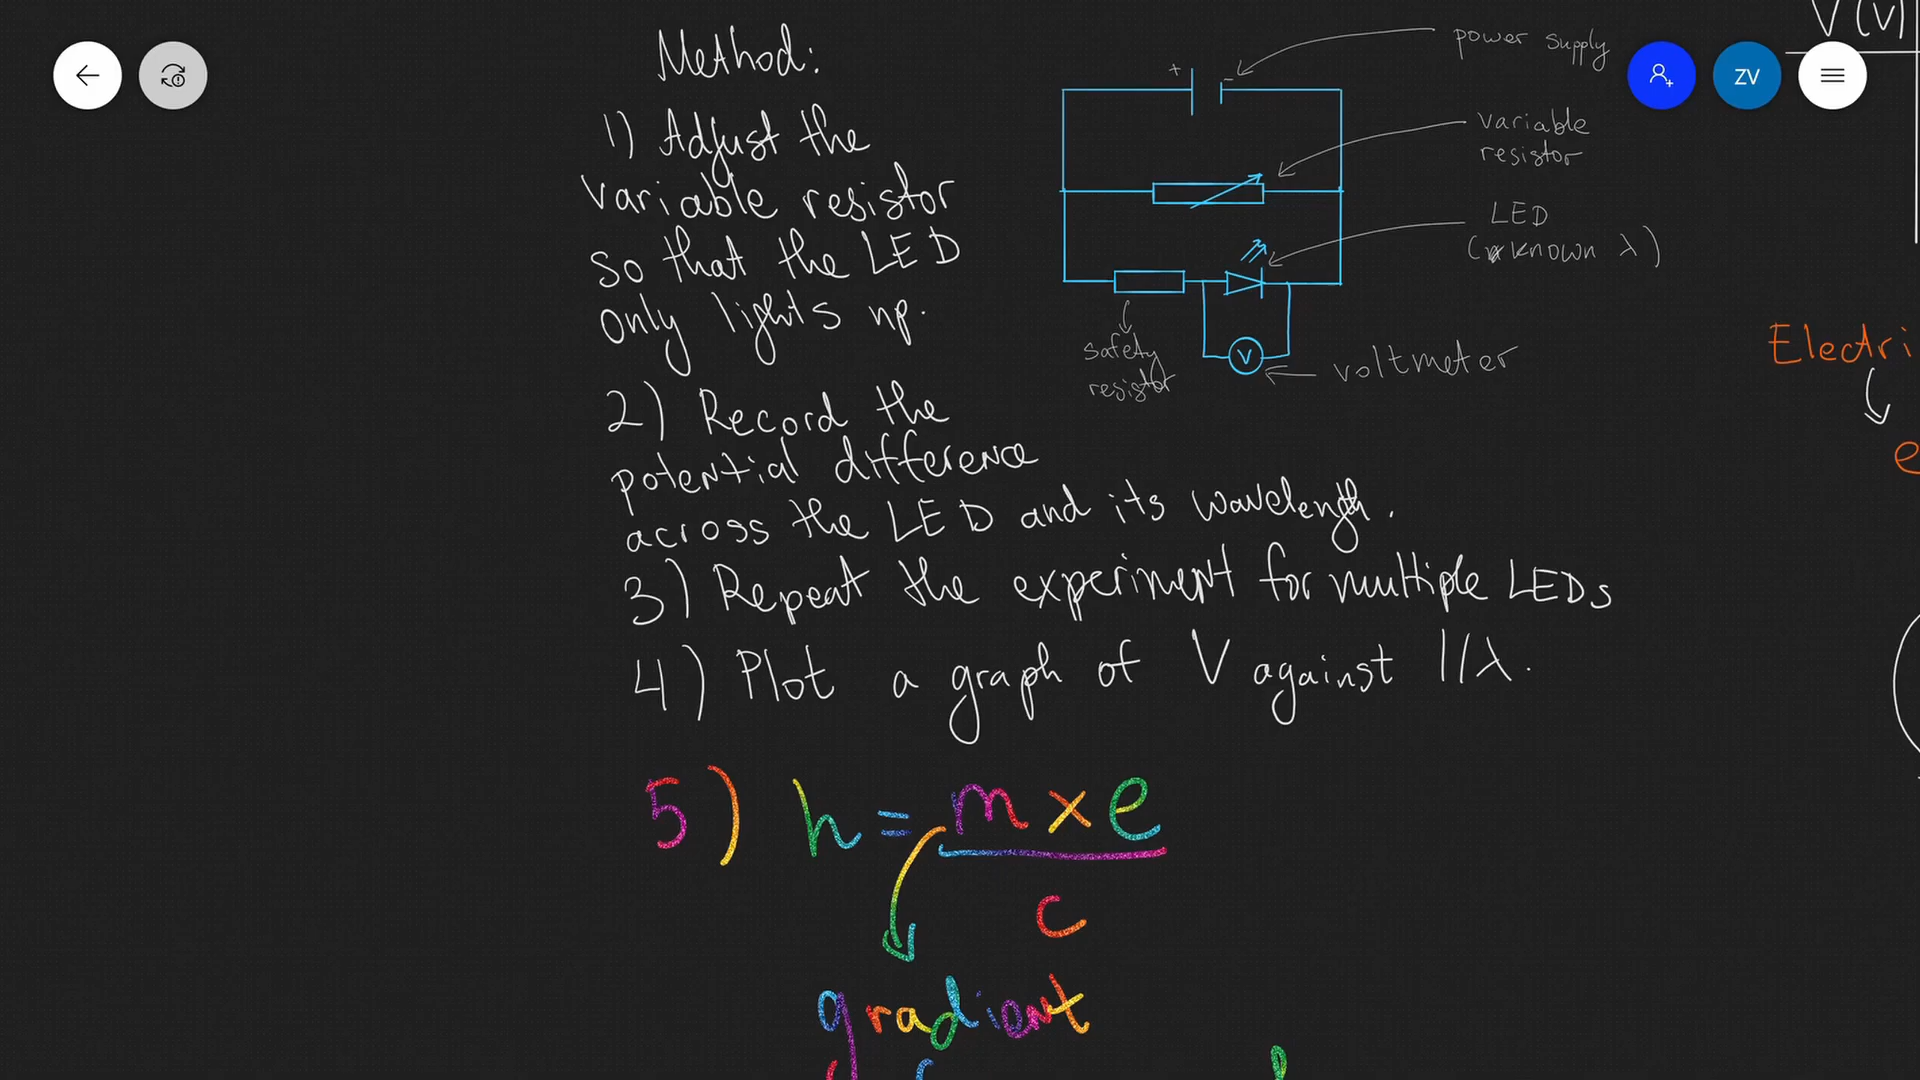 Method:
1) Adjust the
variable resistor
so that the LED
only lights up.
2) Record the
potential difference
across the LED and its wavelength.
3) Repeat the experiment for multiple LEDs
4) Plot a graph of V against 1/λ.
5) h = m x e
c
gradient
+
-
power supply
variable
resistor
LED
(known λ)
safety
resistor
V
voltmeter
ZV
V (V)
Electri
e